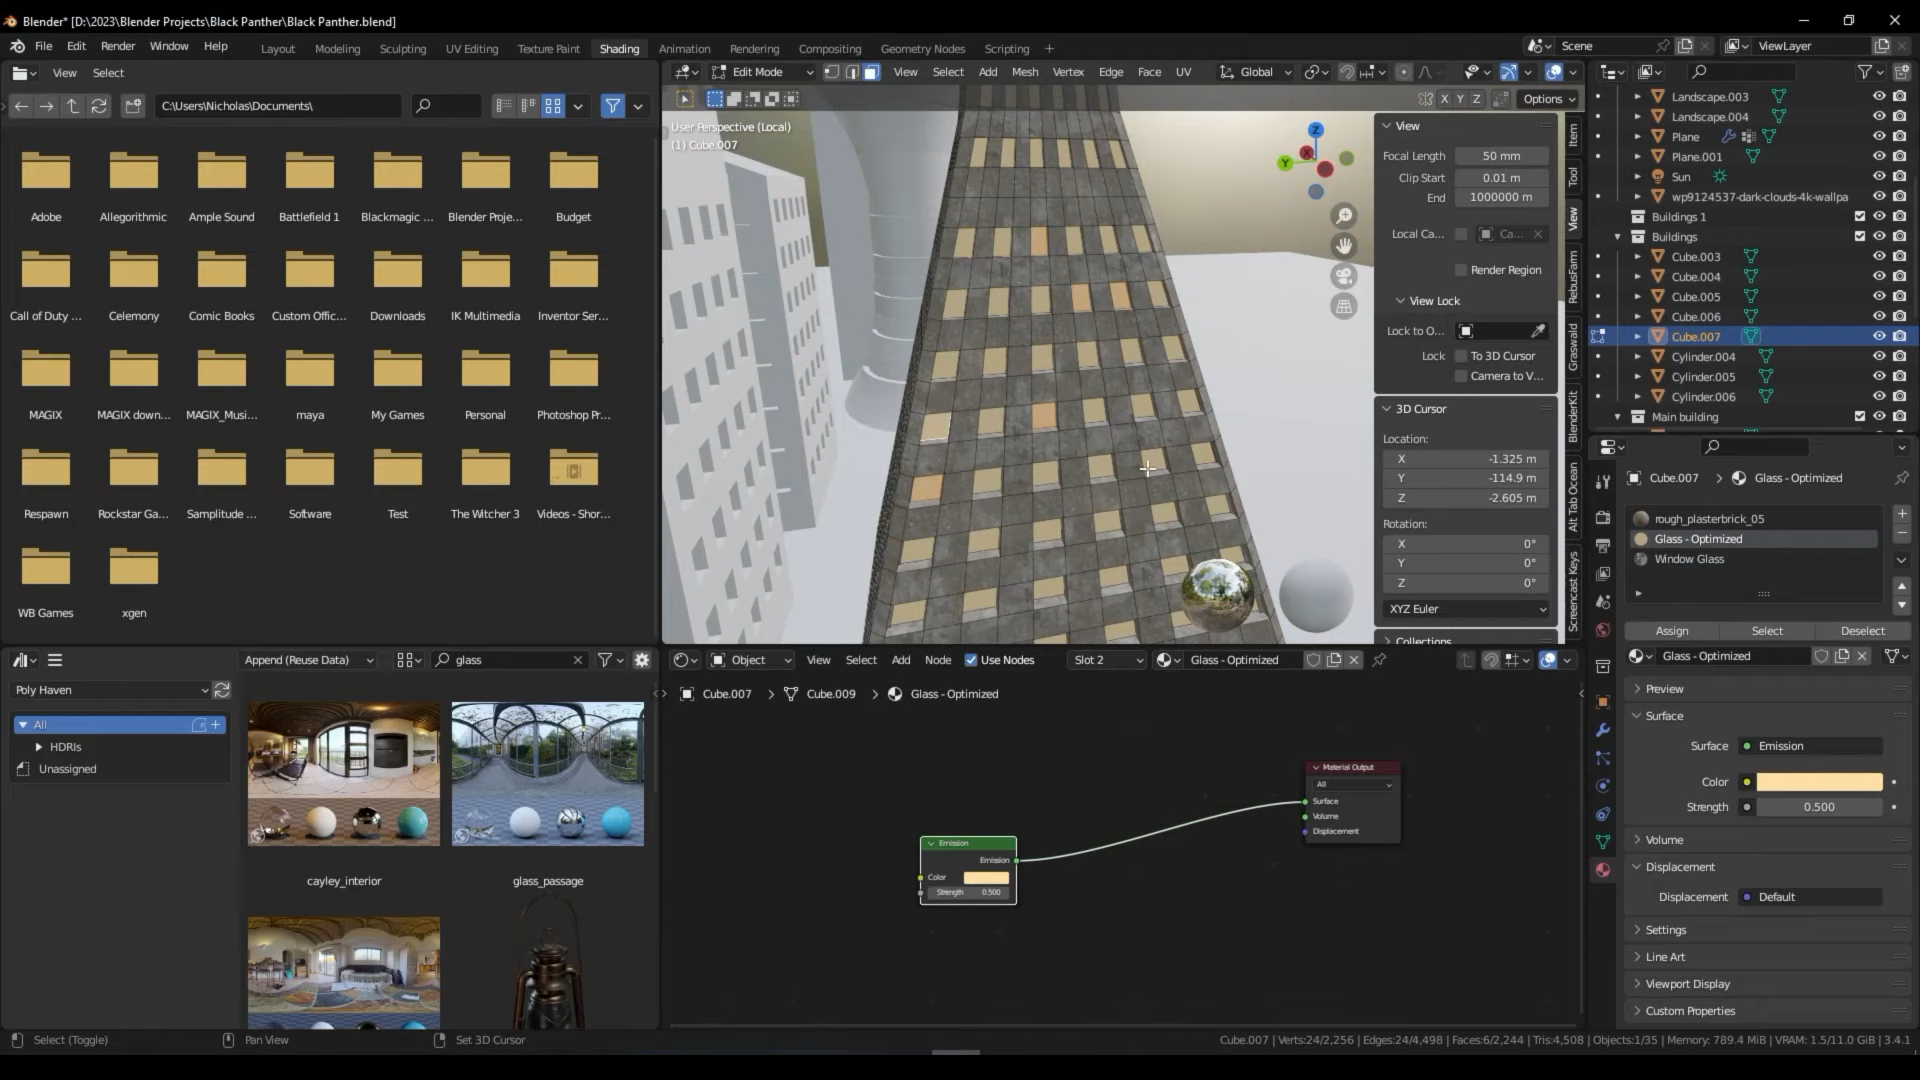 Blender* [D:\2023\Blender Projects\Black Panther\Black Panther.blend]
File Edit Render Window Help Layout Modeling Sculpting UV Editing Texture Paint Shading Animation Rendering Compositing Geometry Nodes Scripting + Scene ViewLayer
View Select
C:\Users\Nicholas\Documents\
Adobe Allegorithmic Ample Sound Battlefield 1 Blackmagic ... Blender Proje... Budget
Call of Duty ... Celemony Comic Books Custom Offic... Downloads IK Multimedia Inventor Ser...
MAGIX MAGIX down... MAGIX_Musi... maya My Games Personal Photoshop Pr...
Respawn Rockstar Ga... Samplitude ... Software Test The Witcher 3 Videos - Shor...
WB Games xgen
Edit Mode View Select Add Mesh Vertex Edge Face UV Global
X Y Z Options
User Perspective (Local)
(1) Cube.007
Z
Y
X
View
Focal Length 50 mm
Clip Start 0.01 m
End 1000000 m
Local Ca... Ca...
Render Region
View Lock
Lock to O...
Lock To 3D Cursor
Camera to V...
3D Cursor
Location:
X -1.325 m
Y -114.9 m
Z -2.605 m
Rotation:
X 0°
Y 0°
Z 0°
XYZ Euler
Collections
Item
Tool
View
RebusFarm
Graswald
BlenderKit
Alt Tab Ocean
Screencast Keys
Landscape.003
Landscape.004
Plane
Plane.001
Sun
wp9124537-dark-clouds-4k-wallpa
Buildings 1
Buildings
Cube.003
Cube.004
Cube.005
Cube.006
Cube.007
Cylinder.004
Cylinder.005
Cylinder.006
Main building
Cube.007 > Glass - Optimized
rough_plasterbrick_05
Glass - Optimized
Window Glass
Assign Select Deselect
Glass - Optimized
Preview
Surface
Surface Emission
Color
Strength 0.500
Volume
Displacement
Displacement Default
Settings
Line Art
Viewport Display
Custom Properties
Append (Reuse Data) glass
Poly Haven
All
HDRIs
Unassigned
cayley_interior glass_passage
Object View Select Add Node Use Nodes Slot 2 Glass - Optimized
Cube.007 > Cube.009 > Glass - Optimized
Emission
Emission
Color
Strength 0.500
Material Output
All
Surface
Volume
Displacement
Select (Toggle) Pan View Set 3D Cursor Cube.007 | Verts:24/2,256 | Edges:24/4,498 | Faces:6/2,244 | Tris:4,508 | Objects:1/35 | Memory: 789.4 MiB | VRAM: 1.5/11.0 GiB | 3.4.1